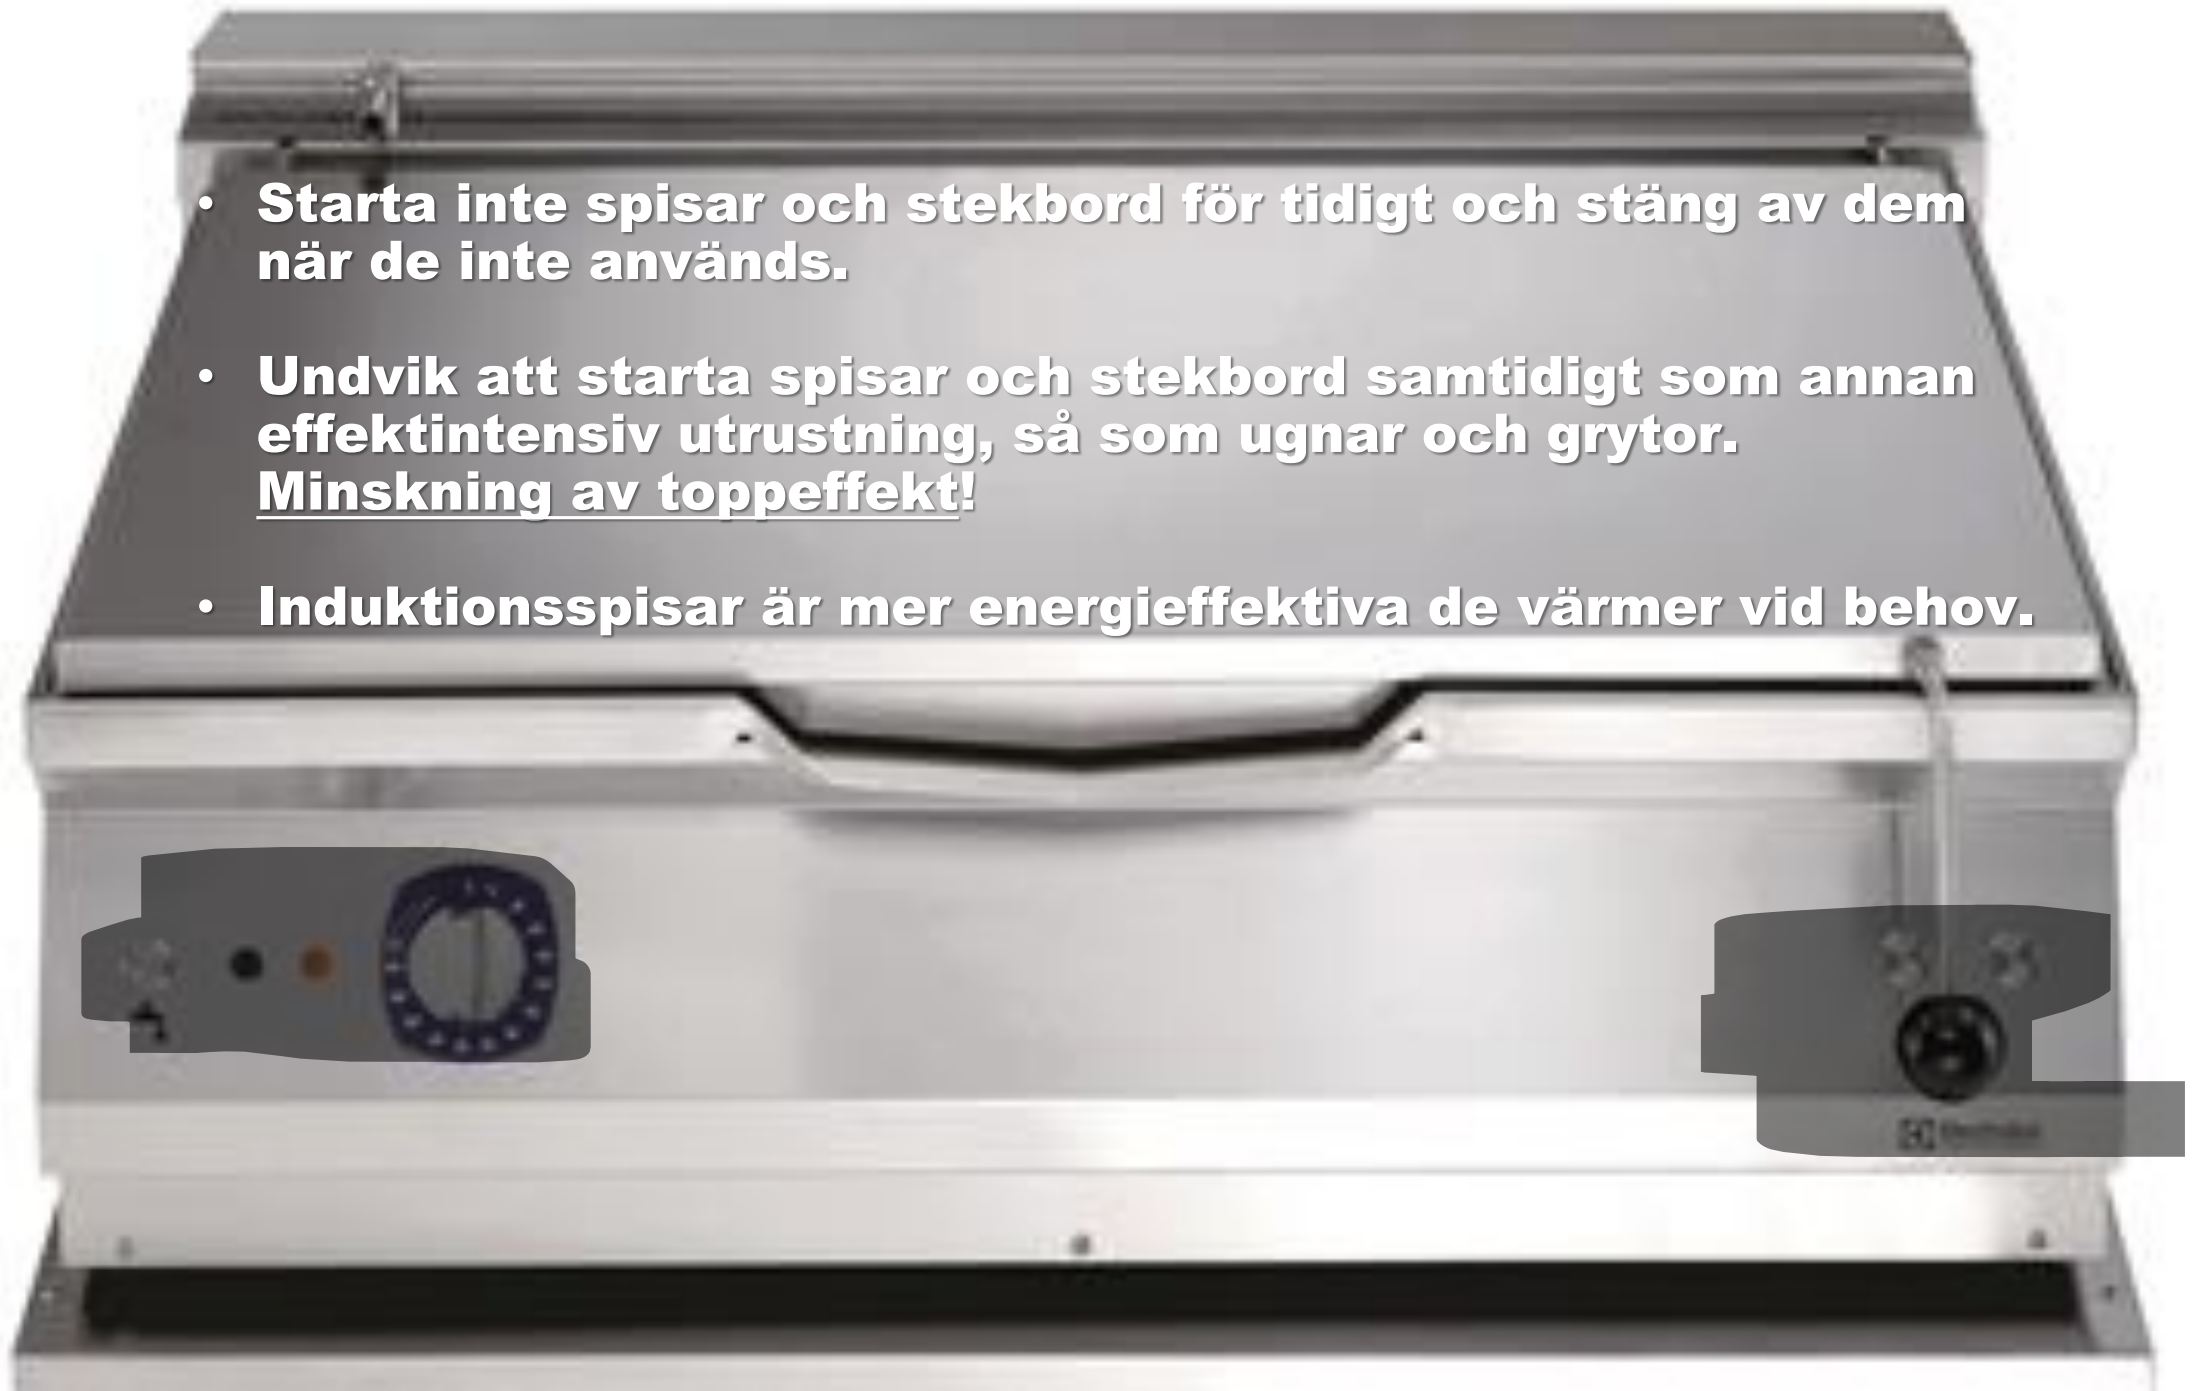 • Starta inte spisar och stekbord för tidigt och stäng av dem
när de inte används.
• Undvik att starta spisar och stekbord samtidigt som annan
effektintensiv utrustning, så som ugnar och grytor.
Minskning av toppeffekt!
• Induktionsspisar är mer energieffektiva de värmer vid behov.